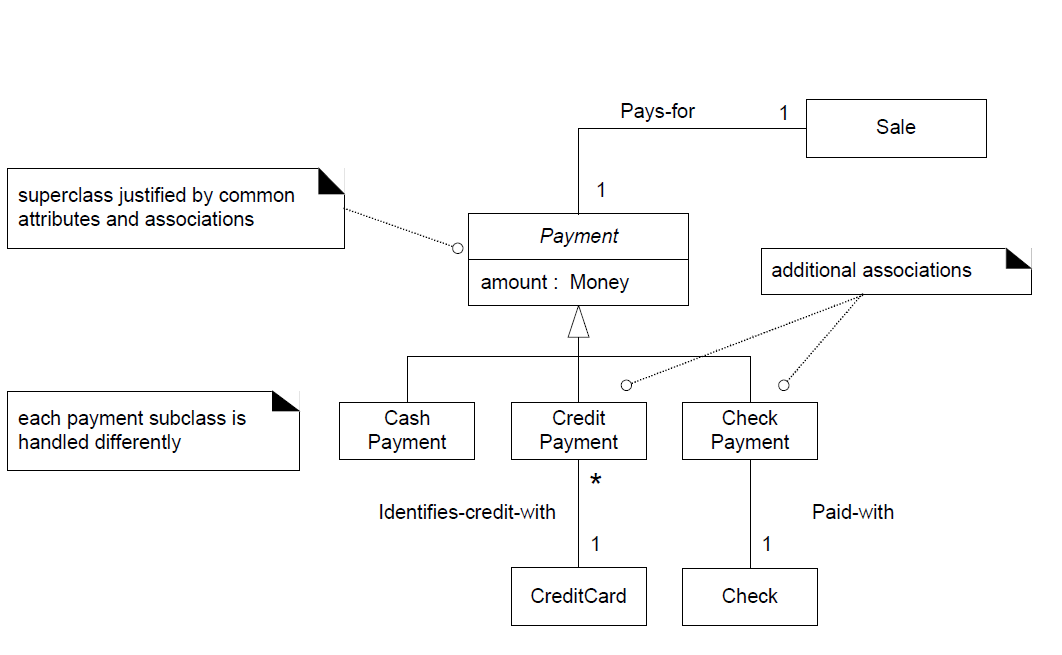 Pays-for
1
Sale
1
superclass justified by common
attributes and associations
Payment
amount : Money
additional associations
each payment subclass is
handled differently
Cash
Payment
Credit
Payment
Check
Payment
*
Identifies-credit-with
Paid-with
1
1
CreditCard
Check